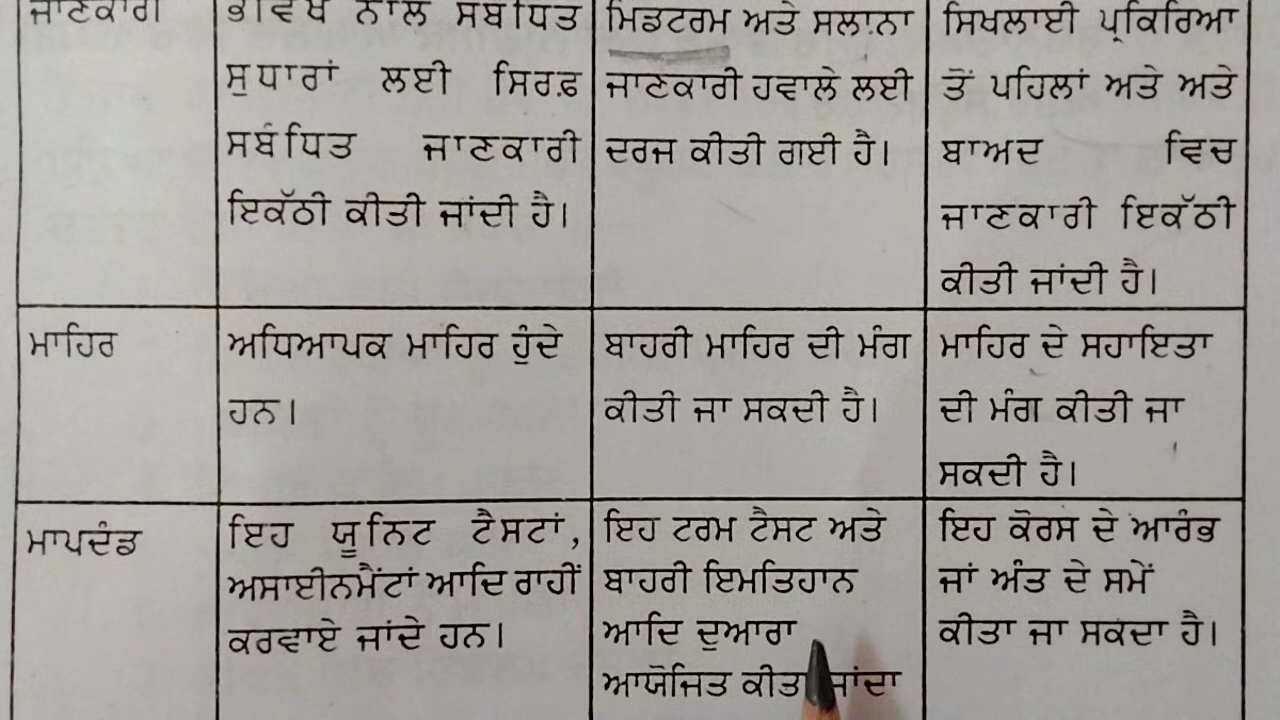 ਜਾਣਕਾਰੀ
ਭਵਿੱਖ ਨਾਲ ਸਬੰਧਿਤ
ਸੁਧਾਰਾਂ ਲਈ ਸਿਰਫ਼
ਸਬੰਧਿਤ ਜਾਣਕਾਰੀ
ਇਕੱਠੀ ਕੀਤੀ ਜਾਂਦੀ ਹੈ।
ਮਿਡਟਰਮ ਅਤੇ ਸਲਾਨਾ
ਜਾਣਕਾਰੀ ਹਵਾਲੇ ਲਈ
ਦਰਜ ਕੀਤੀ ਗਈ ਹੈ।
ਸਿਖਲਾਈ ਪ੍ਰਕਿਰਿਆ
ਤੋਂ ਪਹਿਲਾਂ ਅਤੇ ਅਤੇ
ਬਾਅਦ ਵਿਚ
ਜਾਣਕਾਰੀ ਇਕੱਠੀ
ਕੀਤੀ ਜਾਂਦੀ ਹੈ।
ਮਾਹਿਰ
ਅਧਿਆਪਕ ਮਾਹਿਰ ਹੁੰਦੇ
ਹਨ।
ਬਾਹਰੀ ਮਾਹਿਰ ਦੀ ਮੰਗ
ਕੀਤੀ ਜਾ ਸਕਦੀ ਹੈ।
ਮਾਹਿਰ ਦੇ ਸਹਾਇਤਾ
ਦੀ ਮੰਗ ਕੀਤੀ ਜਾ
ਸਕਦੀ ਹੈ।
ਮਾਪਦੰਡ
ਇਹ ਯੂਨਿਟ ਟੈਸਟਾਂ,
ਅਸਾਈਨਮੈਂਟਾਂ ਆਦਿ ਰਾਹੀਂ
ਕਰਵਾਏ ਜਾਂਦੇ ਹਨ।
ਇਹ ਟਰਮ ਟੈਸਟ ਅਤੇ
ਬਾਹਰੀ ਇਮਤਿਹਾਨ
ਆਦਿ ਦੁਆਰਾ
ਆਯੋਜਿਤ ਕੀਤਾ ਜਾਂਦਾ
ਇਹ ਕੋਰਸ ਦੇ ਆਰੰਭ
ਜਾਂ ਅੰਤ ਦੇ ਸਮੇਂ
ਕੀਤਾ ਜਾ ਸਕਦਾ ਹੈ।